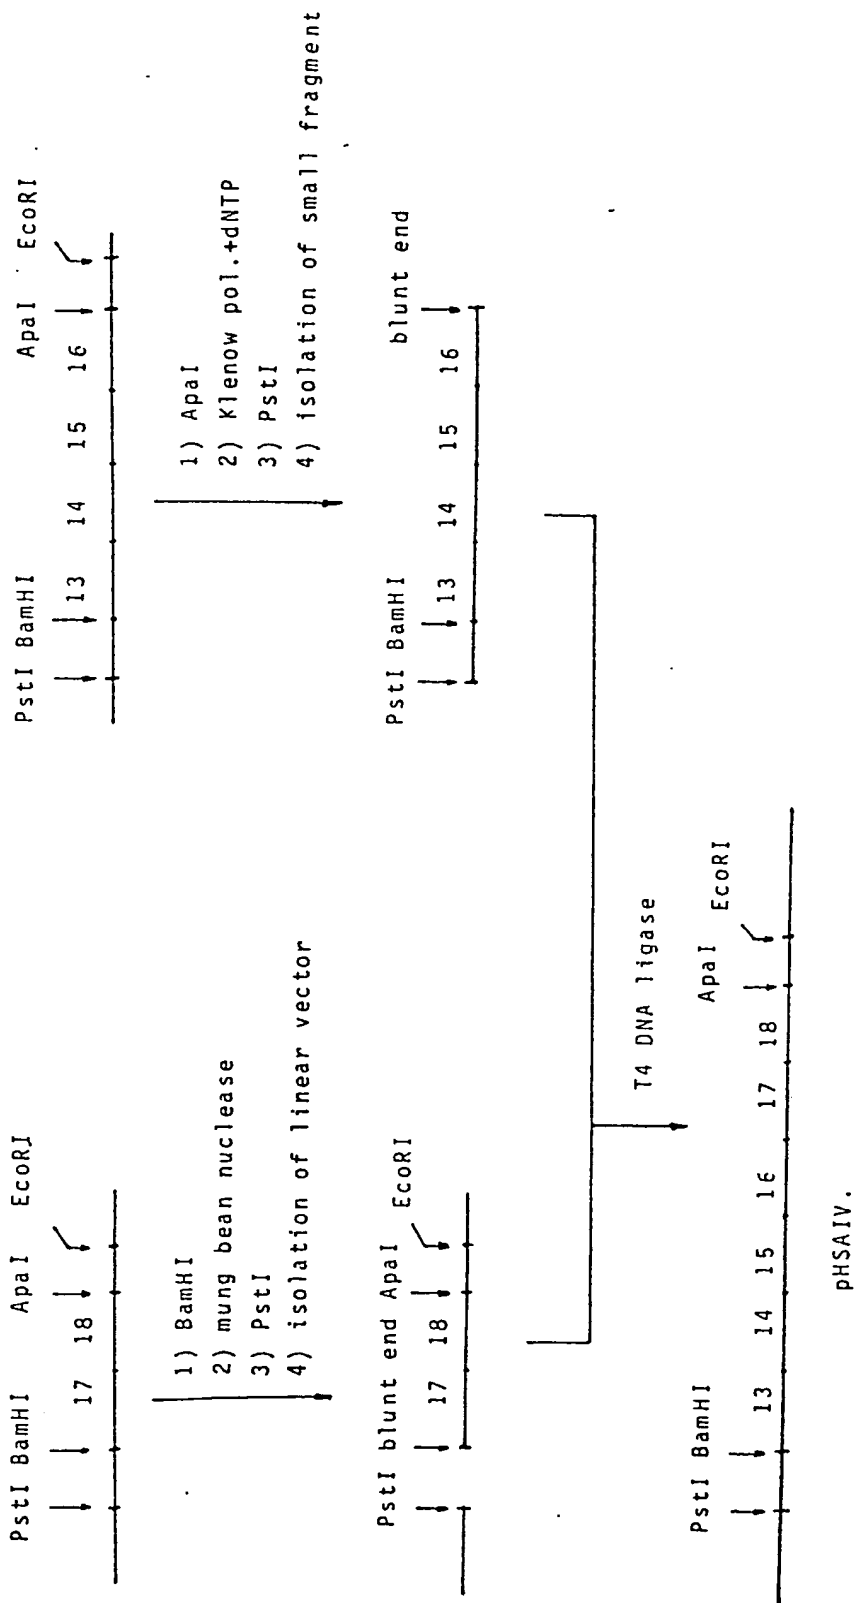 PstI BamHI ApaI EcoRI
17 18
1) BamHI
2) mung bean nuclease
3) PstI
4) isolation of linear vector
PstI blunt end ApaI EcoRI
17 18
PstI BamHI ApaI EcoRI
13 14 15 16
1) ApaI
2) Klenow pol.+dNTP
3) PstI
4) isolation of small fragment
PstI BamHI blunt end
13 14 15 16
T4 DNA ligase
PstI BamHI ApaI EcoRI
13 14 15 16 17 18
pHSAIV.